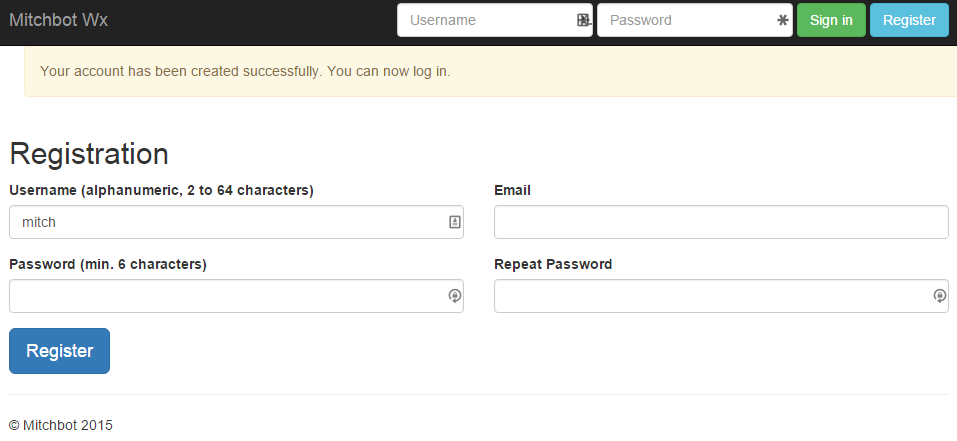 Mitchbot Wx Username Password Sign in Register
Your account has been created successfully. You can now log in.
Registration
Username (alphanumeric, 2 to 64 characters) Email
mitch
Password (min. 6 characters) Repeat Password
Register
© Mitchbot 2015